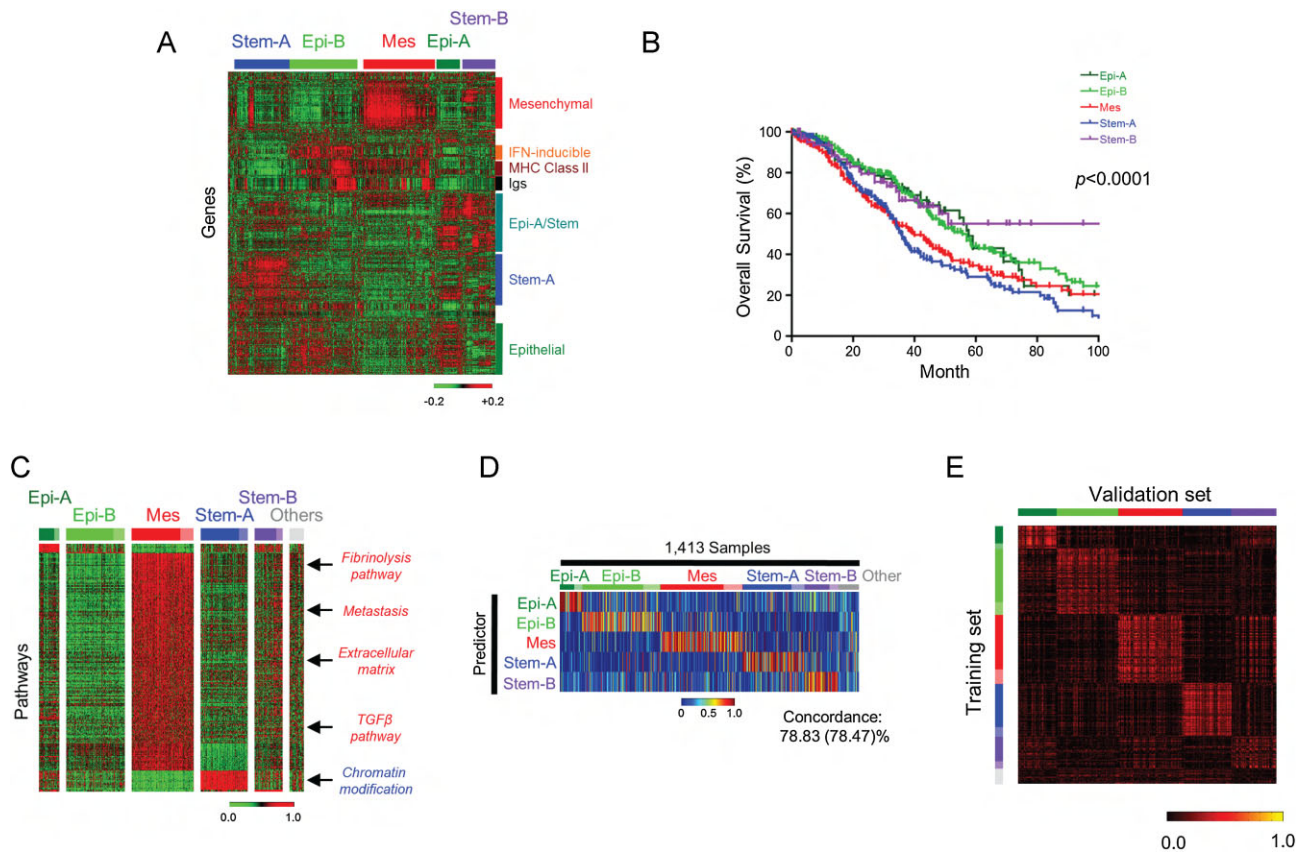 A
Stem-A
Epi-B
Mes
Epi-A
Stem-B
Genes
Mesenchymal
IFN-inducible
MHC Class II
Igs
Epi-A/Stem
Stem-A
Epithelial
-0.2
+0.2
B
Epi-A
Epi-B
Mes
Stem-A
Stem-B
p<0.0001
Overall Survival (%)
100
80
60
40
20
0
0
20
40
60
80
100
Month
C
Epi-A
Epi-B
Mes
Stem-A
Stem-B
Others
Pathways
Fibrinolysis
pathway
Metastasis
Extracellular
matrix
TGFβ
pathway
Chromatin
modification
0.0
1.0
D
1,413 Samples
Epi-A
Epi-B
Mes
Stem-A
Stem-B
Other
Predictor
Epi-A
Epi-B
Mes
Stem-A
Stem-B
0
0.5
1.0
Concordance:
78.83 (78.47)%
E
Validation set
Training set
0.0
1.0